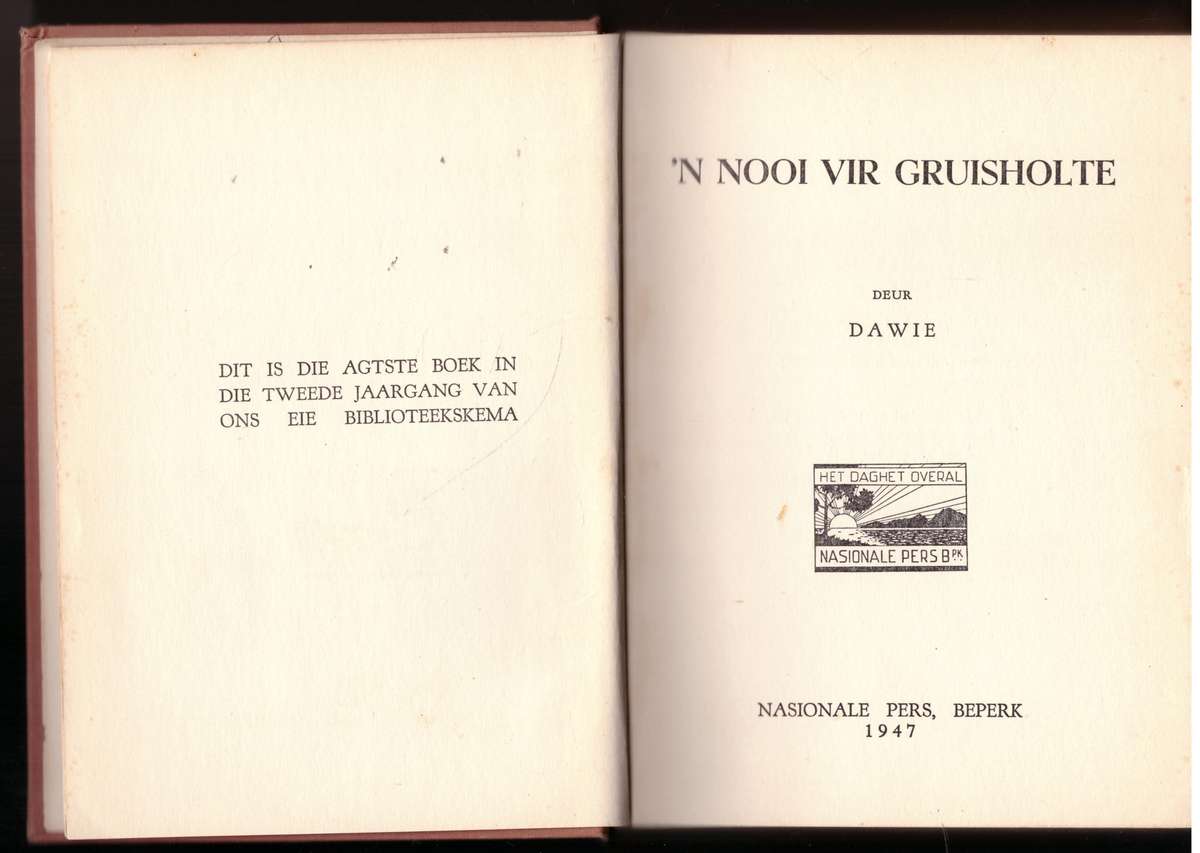 DIT IS DIE AGTSTE BOEK IN
DIE TWEEDE JAARGANG VAN
ONS EIE BIBLIOTEEKSKEMA
'N NOOI VIR GRUISHOLTE
DEUR
DAWIE
HET DAGHET OVERAL
NASIONALE PERS BPK.
NASIONALE PERS, BEPERK
1947